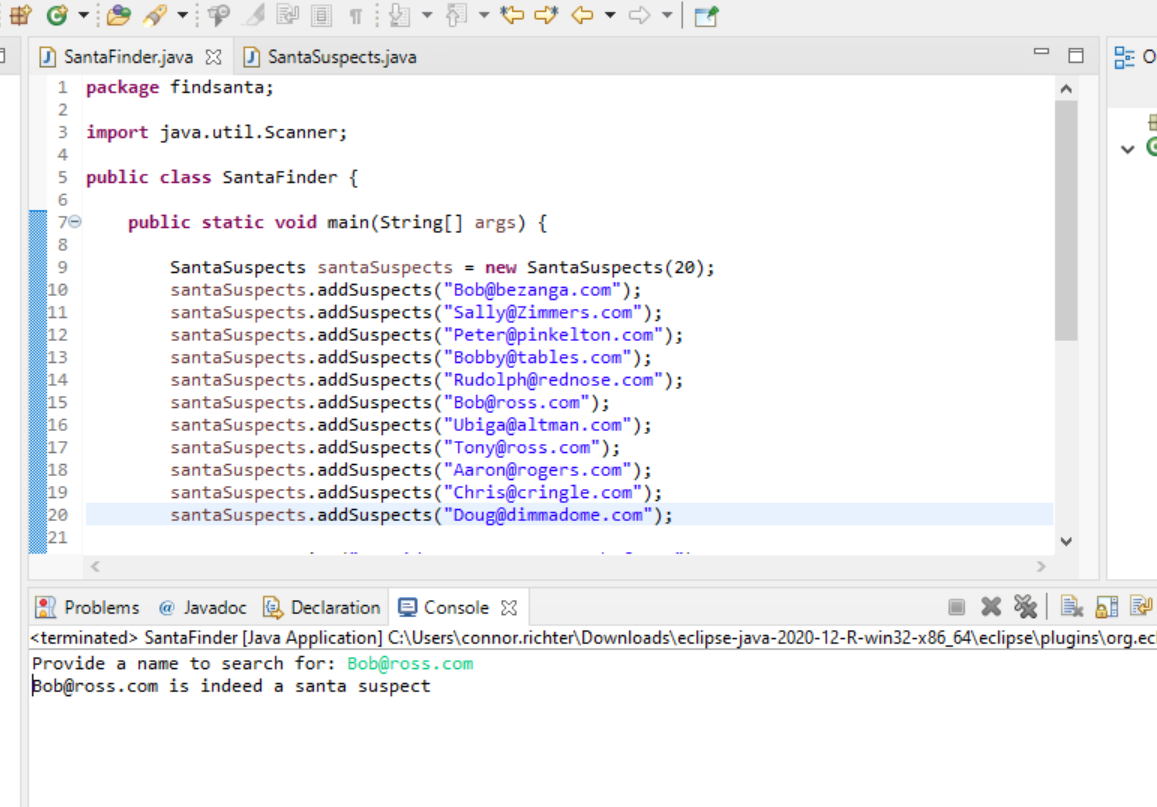 SantaFinder.java SantaSuspects.java
1 package findsanta;
2
3 import java.util.Scanner;
4
5 public class SantaFinder {
6
7 public static void main(String[] args) {
8
9 SantaSuspects santaSuspects = new SantaSuspects(20);
10 santaSuspects.addSuspects("Bob@bezanga.com");
11 santaSuspects.addSuspects("Sally@Zimmers.com");
12 santaSuspects.addSuspects("Peter@pinkelton.com");
13 santaSuspects.addSuspects("Bobby@tables.com");
14 santaSuspects.addSuspects("Rudolph@rednose.com");
15 santaSuspects.addSuspects("Bob@ross.com");
16 santaSuspects.addSuspects("Ubiga@altman.com");
17 santaSuspects.addSuspects("Tony@ross.com");
18 santaSuspects.addSuspects("Aaron@rogers.com");
19 santaSuspects.addSuspects("Chris@cringle.com");
20 santaSuspects.addSuspects("Doug@dimmadome.com");
21
Problems @ Javadoc Declaration Console
<terminated> SantaFinder [Java Application] C:\Users\connor.richter\Downloads\eclipse-java-2020-12-R-win32-x86_64\eclipse\plugins\org.ec
Provide a name to search for: Bob@ross.com
Bob@ross.com is indeed a santa suspect